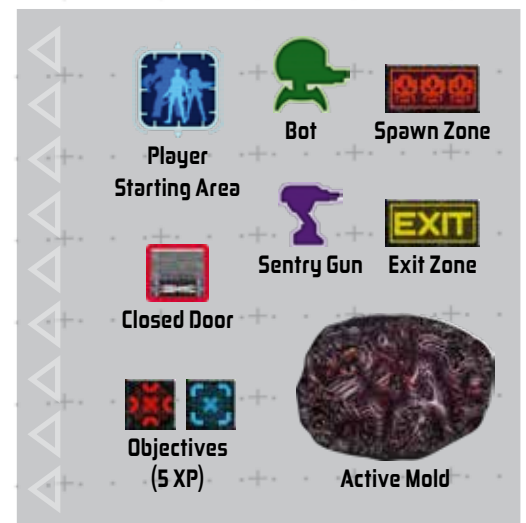 Bot
Spawn Zone
Player
Starting Area
EXIT
Sentry Gun
Exit Zone
Closed Door
Objectives
(5 XP)
Active Mold